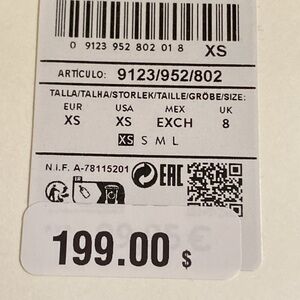 0 9123 952 802 01 8 XS
ARTÍCULO: 9123/952/802
TALLA/TALHA/STORLEK/TAILLE/GRÖBE/SIZE:
EUR USA MEX UK
XS XS EXCH 8
XS S M L
N.I.F. A-78115201 EAC
199.00 $